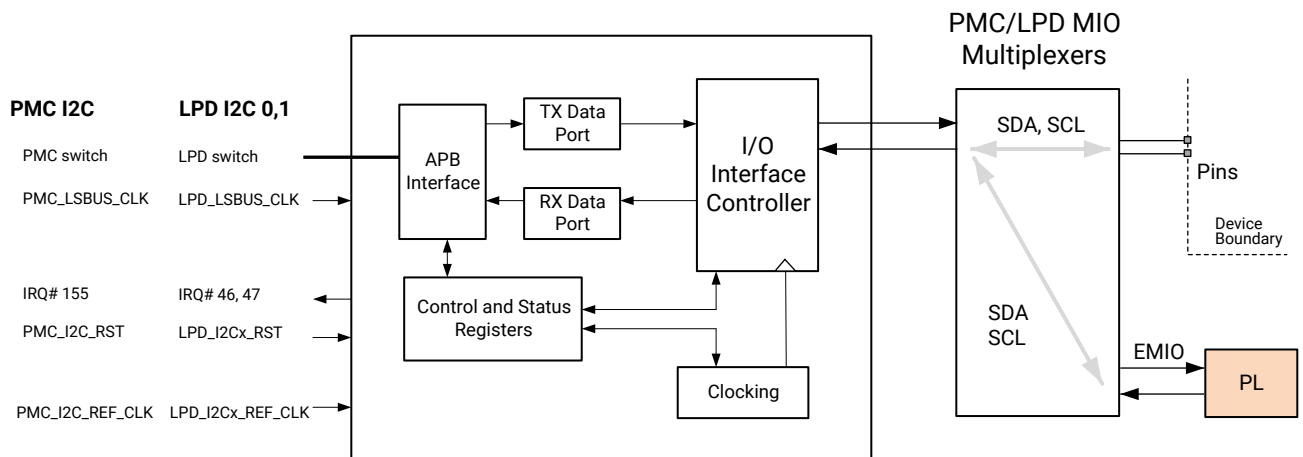 PMC/LPD MIO
Multiplexers
PMC I2C
LPD I2C 0,1
PMC switch
LPD switch
PMC_LSBUS_CLK
LPD_LSBUS_CLK
IRQ# 155
IRQ# 46, 47
PMC_I2C_RST
LPD_I2Cx_RST
PMC_I2C_REF_CLK
LPD_I2Cx_REF_CLK
APB
Interface
TX Data
Port
RX Data
Port
I/O
Interface
Controller
Control and Status
Registers
Clocking
SDA, SCL
SDA
SCL
Pins
Device
Boundary
EMIO
PL